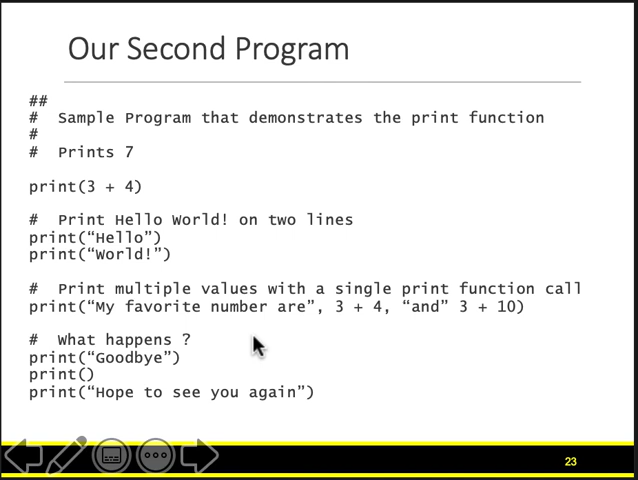 Our Second Program
##
#  Sample Program that demonstrates the print function
#
#  Prints 7
print(3 + 4)
#  Print Hello World! on two lines
print(“Hello”)
print(“World!”)
#  Print multiple values with a single print function call
print(“My favorite number are”, 3 + 4, “and” 3 + 10)
#  What happens ?
print(“Goodbye”)
print()
print(“Hope to see you again”)
23